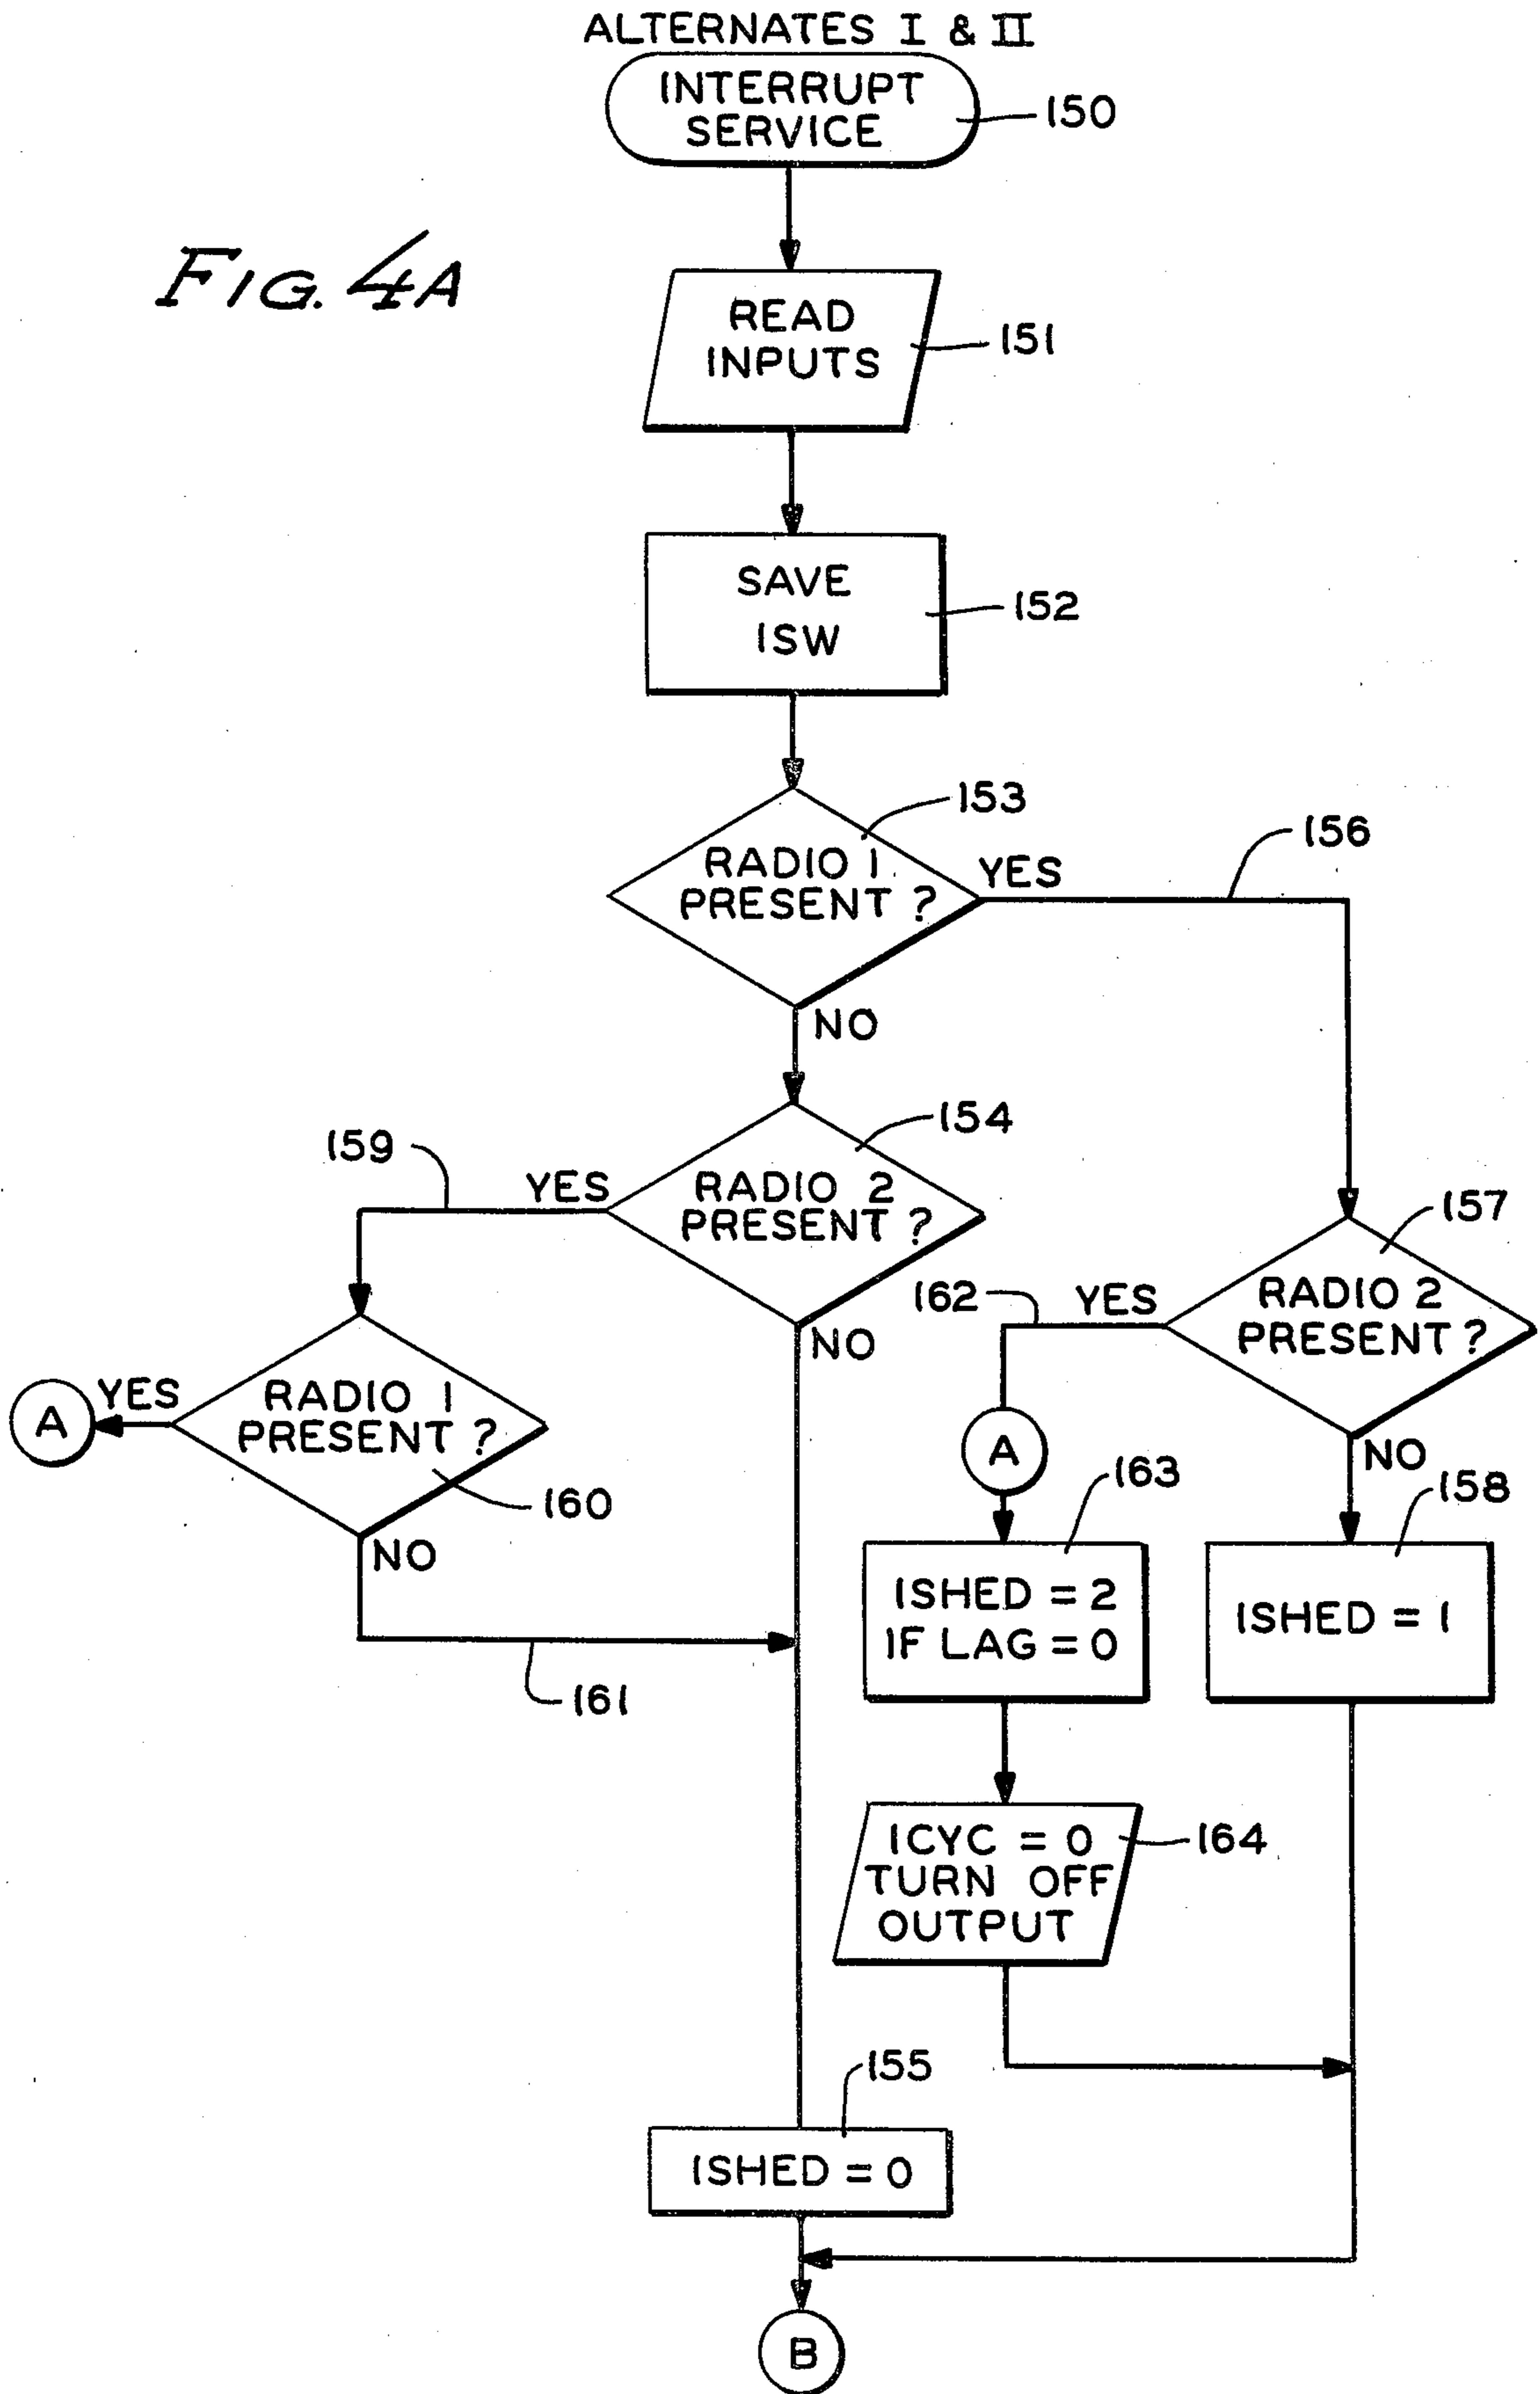 ALTERNATES I & II
INTERRUPT
SERVICE
150
FIG. 4A
READ
INPUTS
151
SAVE
ISW
152
153
RADIO 1
PRESENT ?
YES
156
NO
154
159
YES
RADIO 2
PRESENT ?
NO
157
162
YES
RADIO 2
PRESENT ?
NO
A
YES
RADIO 1
PRESENT ?
160
NO
161
A
163
158
ISHED = 2
IF LAG = 0
ISHED = 1
ICYC = 0
TURN OFF
OUTPUT
164
155
ISHED = 0
B